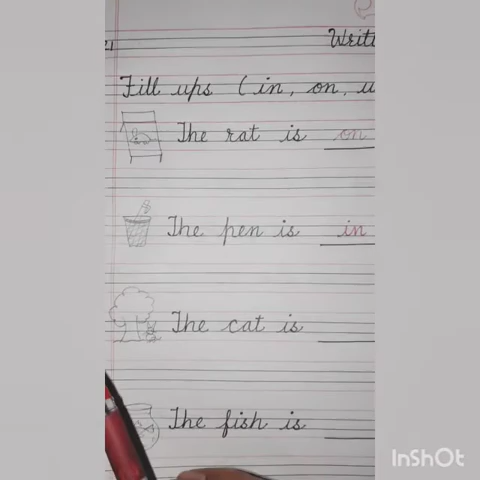 Fill ups (in, on,
The rat is on
The pen is in
The cat is
The fish is
InShOt